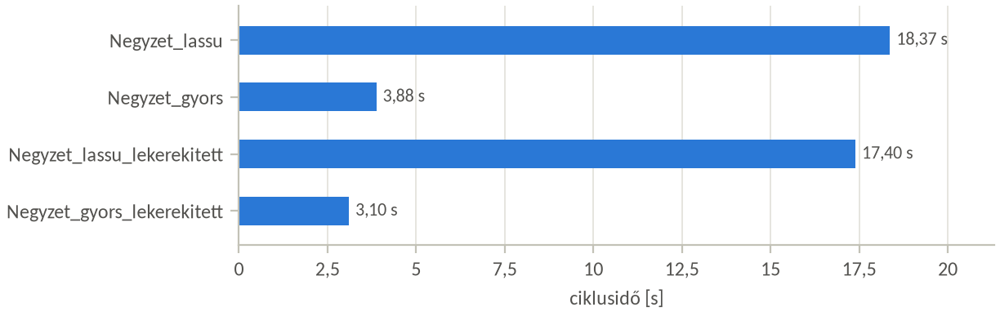 Negyzet_lassu
18,37 s
Negyzet_gyors
3,88 s
Negyzet_lassu_lekerekitett
17,40 s
Negyzet_gyors_lekerekitett
3,10 s
0 2,5 5 7,5 10 12,5 15 17,5 20
ciklusidő [s]